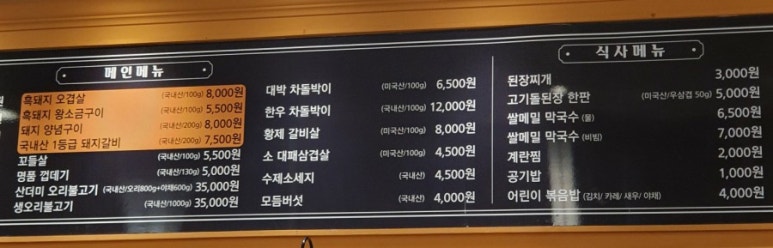 메인메뉴
흑돼지 오겹살 (국내산/100g) 8,000원
흑돼지 왕소금구이 (국내산/100g) 5,500원
돼지 양념구이 (국내산/200g) 8,000원
국내산 1등급 돼지갈비 (국내산/200g) 7,500원
꼬들살 (국내산/100g) 5,500원
명품 껍데기 (국내산/130g) 5,000원
산더미 오리불고기 (국내산/오리800g+야채600g) 35,000원
생오리불고기 (국내산/1000g) 35,000원
대박 차돌박이 (미국산/100g) 6,500원
한우 차돌박이 (국내산/100g) 12,000원
황제 갈비살 (미국산/100g) 8,000원
소 대패삼겹살 (미국산/100g) 4,500원
수제소세지 (국내산) 4,500원
모듬버섯 (국내산) 4,000원
식사메뉴
된장찌개 3,000원
고기돌된장 한판 (미국산/우삼겹 50g) 5,000원
쌀메밀 막국수 (물) 6,500원
쌀메밀 막국수 (비빔) 7,000원
계란찜 2,000원
공기밥 1,000원
어린이 볶음밥 (김치/ 카레/ 새우/ 야채) 4,000원